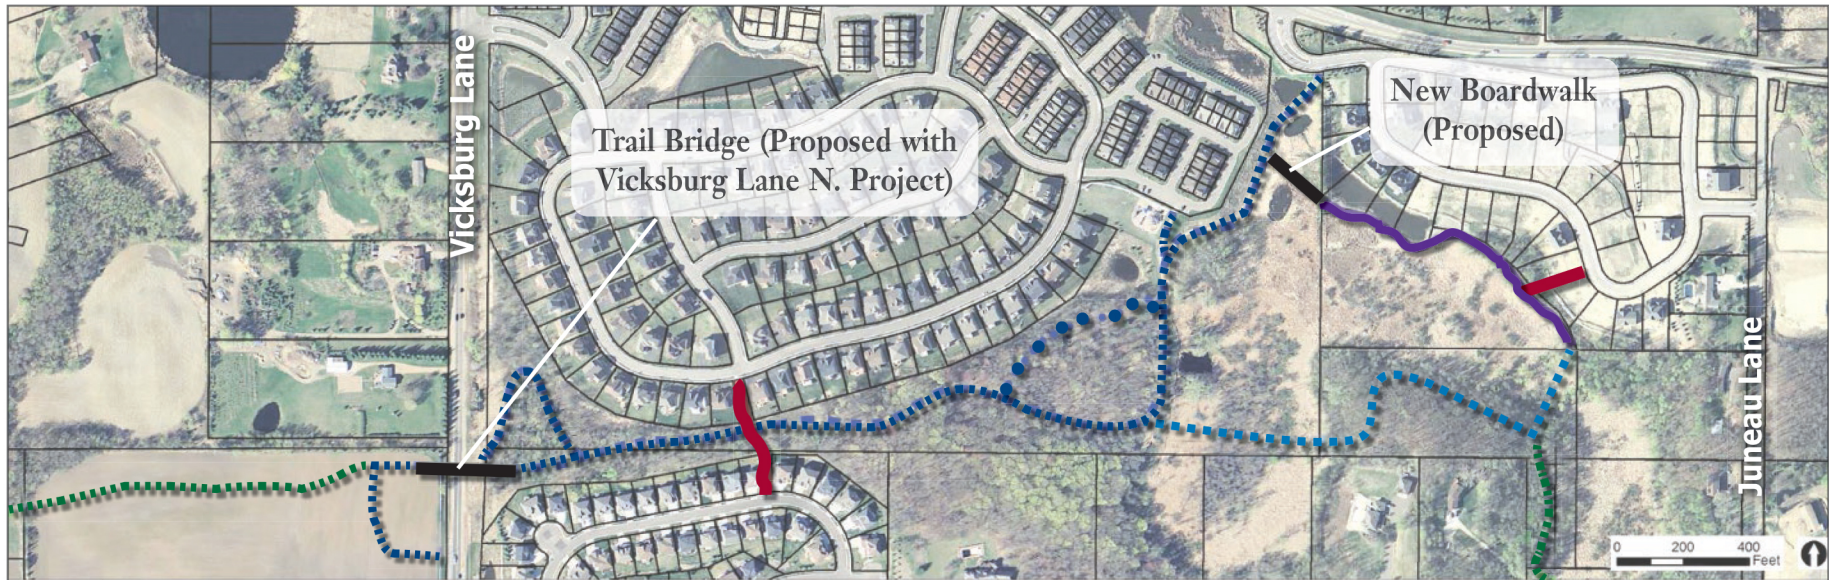 Vicksburg Lane
Trail Bridge (Proposed with
Vicksburg Lane N. Project)
New Boardwalk
(Proposed)
Juneau Lane
0 200 400
Feet